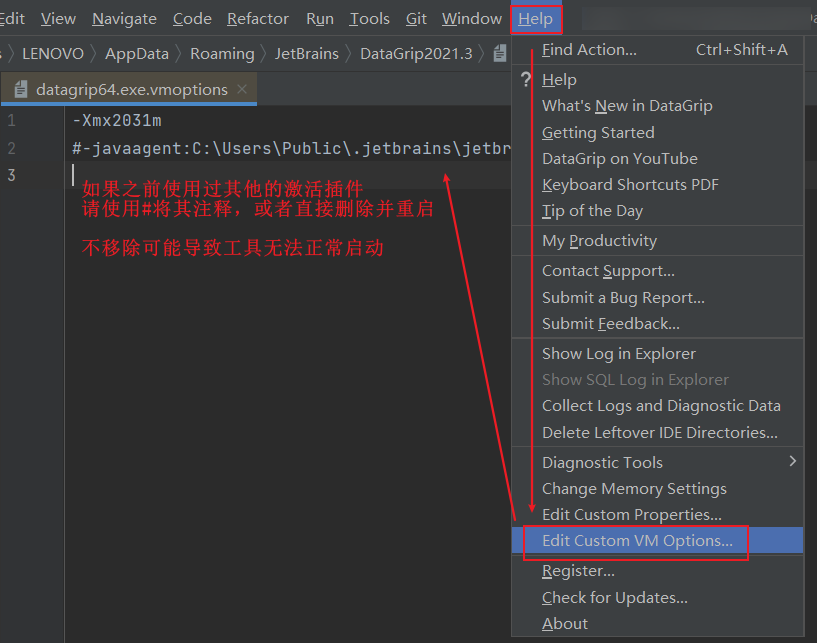 Edit View Navigate Code Refactor Run Tools Git Window Help
LENOVO AppData Roaming JetBrains DataGrip2021.3
datagrip64.exe.vmoptions
1 -Xmx2031m
2 #-javaagent:C:\Users\Public\.jetbrains\jetbr
3
如果之前使用过其他的激活插件
请使用#将其注释，或者直接删除并重启
不移除可能导致工具无法正常启动
Find Action... Ctrl+Shift+A
? Help
What's New in DataGrip
Getting Started
DataGrip on YouTube
Keyboard Shortcuts PDF
Tip of the Day
My Productivity
Contact Support...
Submit a Bug Report...
Submit Feedback...
Show Log in Explorer
Show SQL Log in Explorer
Collect Logs and Diagnostic Data
Delete Leftover IDE Directories...
Diagnostic Tools
Change Memory Settings
Edit Custom Properties...
Edit Custom VM Options...
Register...
Check for Updates...
About